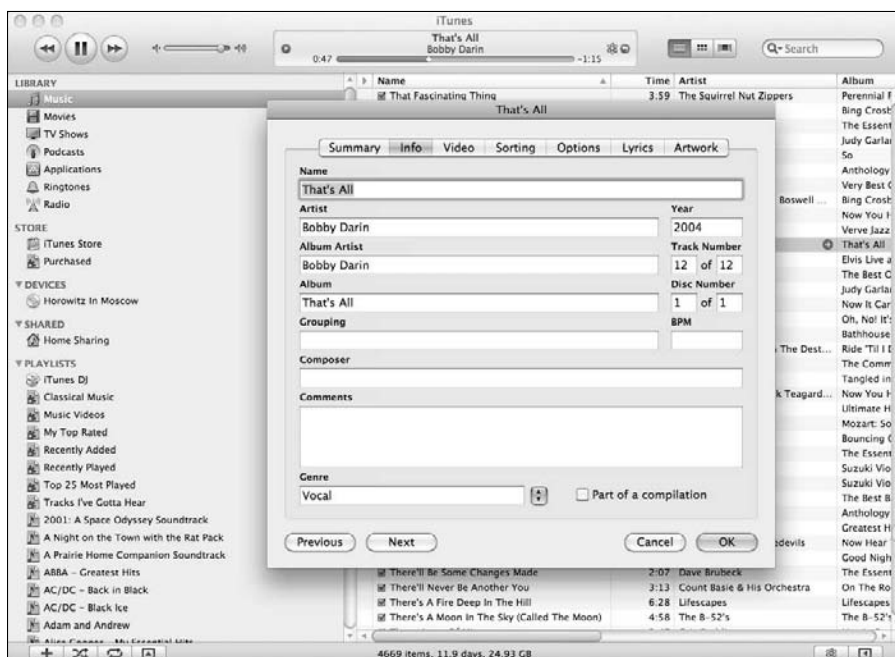 iTunes
That's All
Bobby Darin
0:47
-1:15
Search
LIBRARY
Music
Movies
TV Shows
Podcasts
Applications
Ringtones
Radio
STORE
iTunes Store
Purchased
DEVICES
Horowitz In Moscow
SHARED
Home Sharing
PLAYLISTS
iTunes DJ
Classical Music
Music Videos
My Top Rated
Recently Added
Recently Played
Top 25 Most Played
Tracks I've Gotta Hear
2001: A Space Odyssey Soundtrack
A Night on the Town with the Rat Pack
A Prairie Home Companion Soundtrack
ABBA – Greatest Hits
AC/DC – Back in Black
AC/DC – Black Ice
Adam and Andrew
Name Time Artist Album
That Fascinating Thing 3:59 The Squirrel Nut Zippers Perennial F
Bing Crosb
The Essent
Judy Garla
So
Anthology
Very Best
Boswell ... Bing Crosb
Now You H
Verve Jazz
That's All
Elvis Live a
The Best
Judy Garla
Now It Car
Oh, No! It's
Bathhouse
The Dest... Ride 'Til I
The Comm
Tangled in
k Teagard... Now You H
Ultimate H
Mozart: So
Bouncing
The Essent
Suzuki Vio
Suzuki Vio
The Best B
Anthology
Greatest H
edevils Now Hear
Good Nigh
There'll Be Some Changes Made 2:07 Dave Brubeck The Essent
There'll Never Be Another You 3:13 Count Basie & His Orchestra On The Ro
There's A Fire Deep In The Hill 6:28 Lifescapes Lifescapes
There's A Moon In The Sky (Called The Moon) 4:58 The B-52's The B-52's
That's All
Summary Info Video Sorting Options Lyrics Artwork
Name
That's All
Artist Year
Bobby Darin 2004
Album Artist Track Number
Bobby Darin 12 of 12
Album Disc Number
That's All 1 of 1
Grouping BPM
Composer
Comments
Genre
Vocal Part of a compilation
Previous Next Cancel OK
4669 items, 11.9 days, 24.93 GB